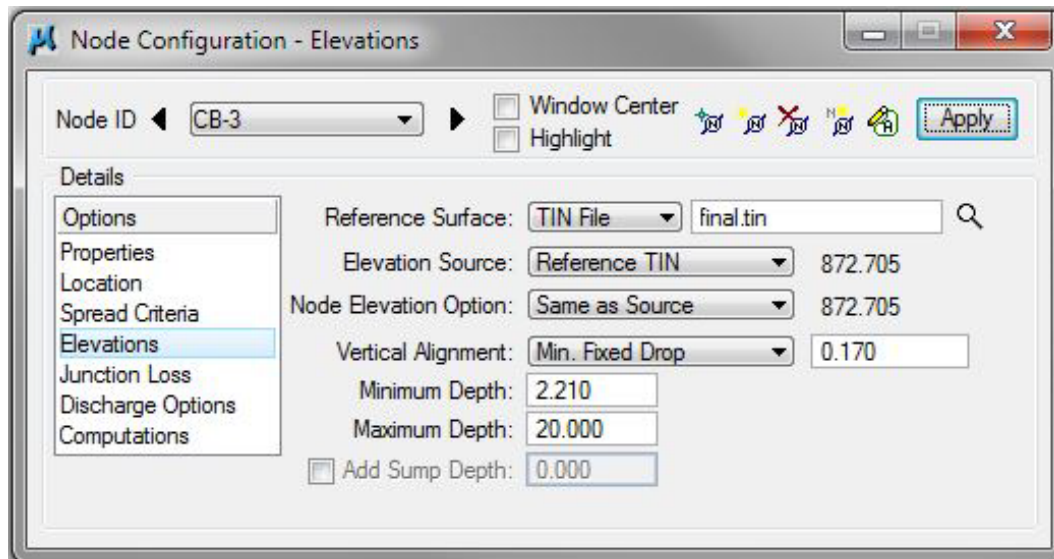 Node Configuration - Elevations
Node ID CB-3 Window Center Apply
Highlight
Details
Options
Properties
Location
Spread Criteria
Elevations
Junction Loss
Discharge Options
Computations
Reference Surface: TIN File final.tin
Elevation Source: Reference TIN 872.705
Node Elevation Option: Same as Source 872.705
Vertical Alignment: Min. Fixed Drop 0.170
Minimum Depth: 2.210
Maximum Depth: 20.000
Add Sump Depth: 0.000